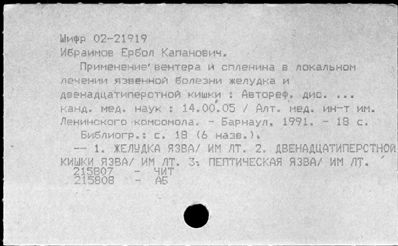 Шифр 02-21919
Ибраимов Ербол Капанович.
Применение вентера и спленина в локальном
лечении язвенной болезни желудка и
двенадцатиперстной кишки : Автореф. дис. ...
канд. мед. наук : 14.00.05 / Алт. мед. ин-т им.
Ленинского комсомола. - Барнаул, 1991. - 18 с.
Библиогр.: с. 18 (6 назв.).
-- 1. ЖЕЛУДКА ЯЗВА/ ИМ ЛТ. 2. ДВЕНАДЦАТИПЕРСТНОЙ
КИШКИ ЯЗВА/ ИМ ЛТ. 3. ПЕПТИЧЕСКАЯ ЯЗВА/ ИМ ЛТ.
215807 - ЧИТ
215808 - АБ